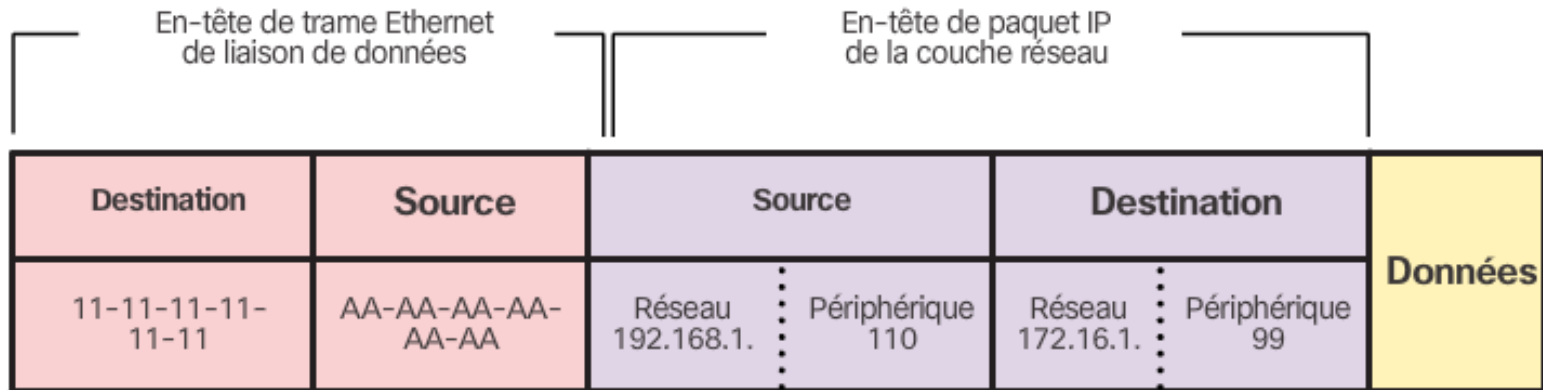 En-tête de trame Ethernet
de liaison de données
En-tête de paquet IP
de la couche réseau
Destination
Source
Source
Destination
Données
11-11-11-11-
11-11
AA-AA-AA-AA-
AA-AA
Réseau
192.168.1.
Périphérique
110
Réseau
172.16.1.
Périphérique
99